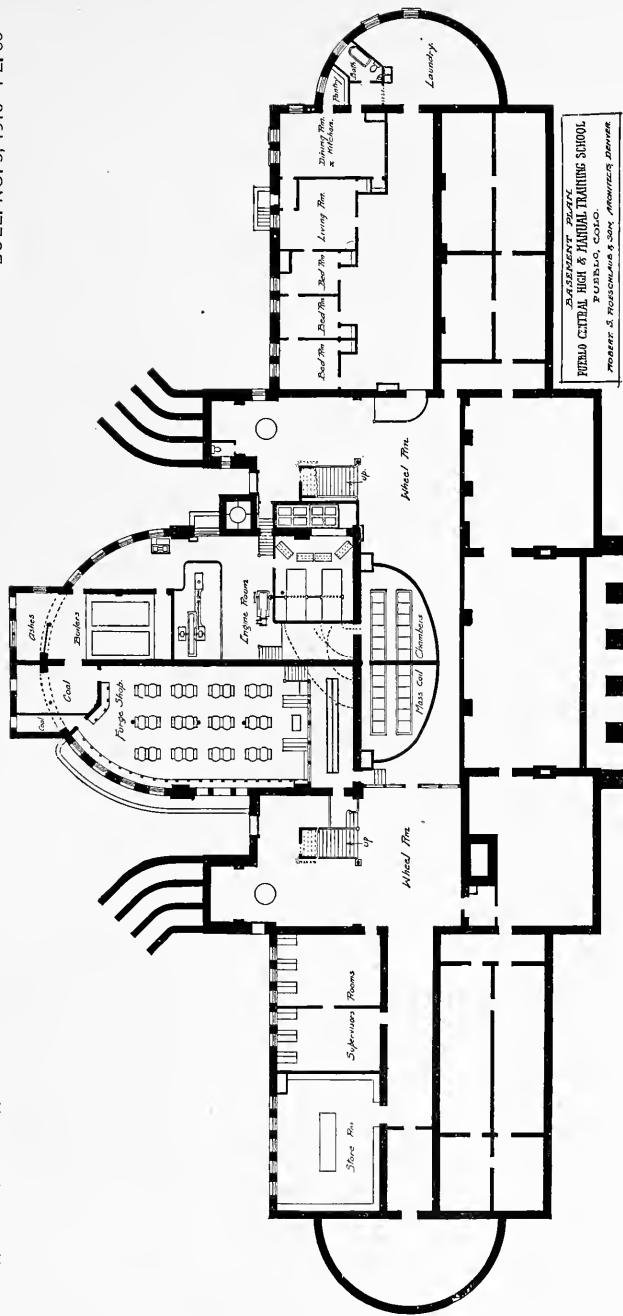 BULL. NO. 5, 1916 PL. 60
Laundry.
Bath
Pantry
Dining Rm.
& Kitchen.
Living Rm.
Bed Rm
Bed Rm
Bed Rm
BASEMENT PLAN.
PUEBLO CENTRAL HIGH & MANUAL TRAINING SCHOOL
PUEBLO, COLO.
ROBERT S. ROESCHLAUB & SON, ARCHITECTS, DENVER
up.
Wheel Rm
Ashes
Boilers
Engine Room
Coal
Coal
Forge Shop.
Chambers
Mass Coil
up
Wheel Rm
Supervisors Rooms
Store Rm